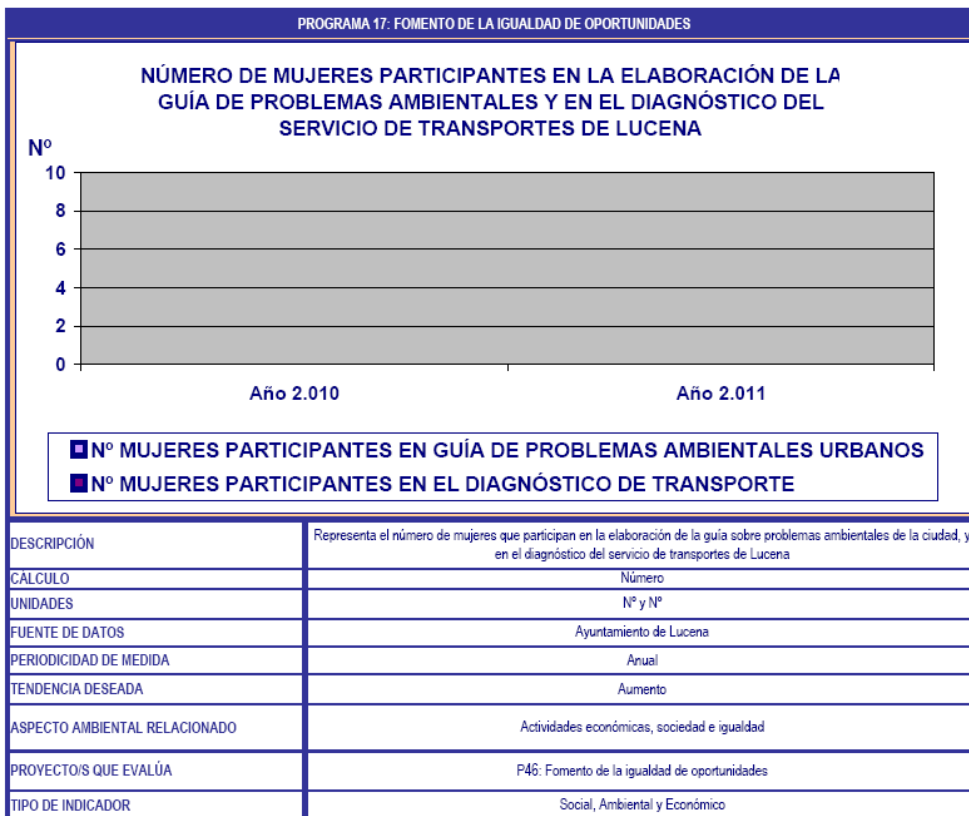 PROGRAMA 17: FOMENTO DE LA IGUALDAD DE OPORTUNIDADES
NÚMERO DE MUJERES PARTICIPANTES EN LA ELABORACIÓN DE LA
GUÍA DE PROBLEMAS AMBIENTALES Y EN EL DIAGNÓSTICO DEL
SERVICIO DE TRANSPORTES DE LUCENA
Nº
10
8
6
4
2
0
Año 2.010 Año 2.011
Nº MUJERES PARTICIPANTES EN GUÍA DE PROBLEMAS AMBIENTALES URBANOS
Nº MUJERES PARTICIPANTES EN EL DIAGNÓSTICO DE TRANSPORTE
DESCRIPCIÓN
Representa el número de mujeres que participan en la elaboración de la guía sobre problemas ambientales de la ciudad, y
en el diagnóstico del servicio de transportes de Lucena
CÁLCULO Número
UNIDADES Nº y Nº
FUENTE DE DATOS Ayuntamiento de Lucena
PERIODICIDAD DE MEDIDA Anual
TENDENCIA DESEADA Aumento
ASPECTO AMBIENTAL RELACIONADO Actividades económicas, sociedad e igualdad
PROYECTO/S QUE EVALÚA P46: Fomento de la igualdad de oportunidades
TIPO DE INDICADOR Social, Ambiental y Económico